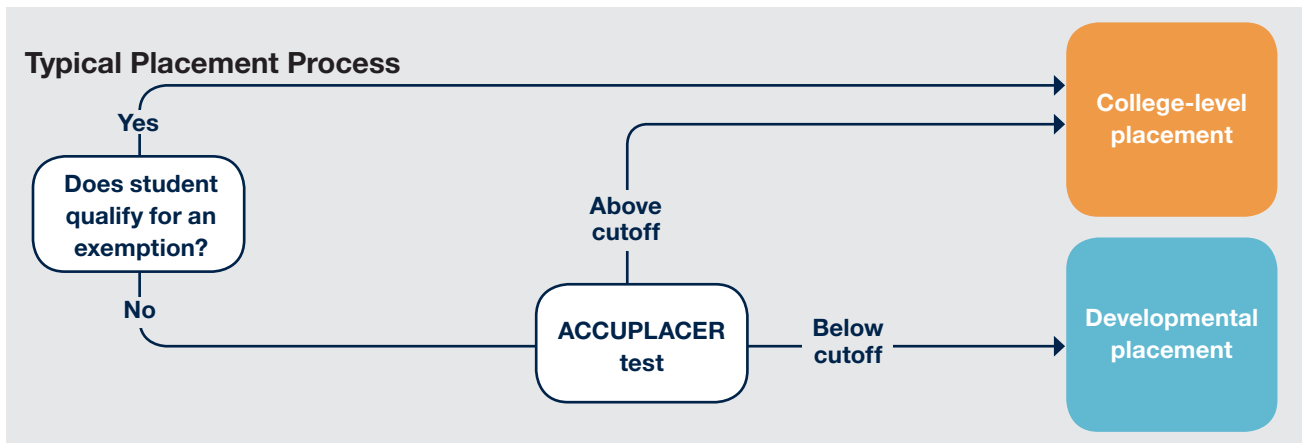 Typical Placement Process
Yes
Does student
qualify for an
exemption?
No
Above
cutoff
ACCUPLACER
test
Below
cutoff
College-level
placement
Developmental
placement